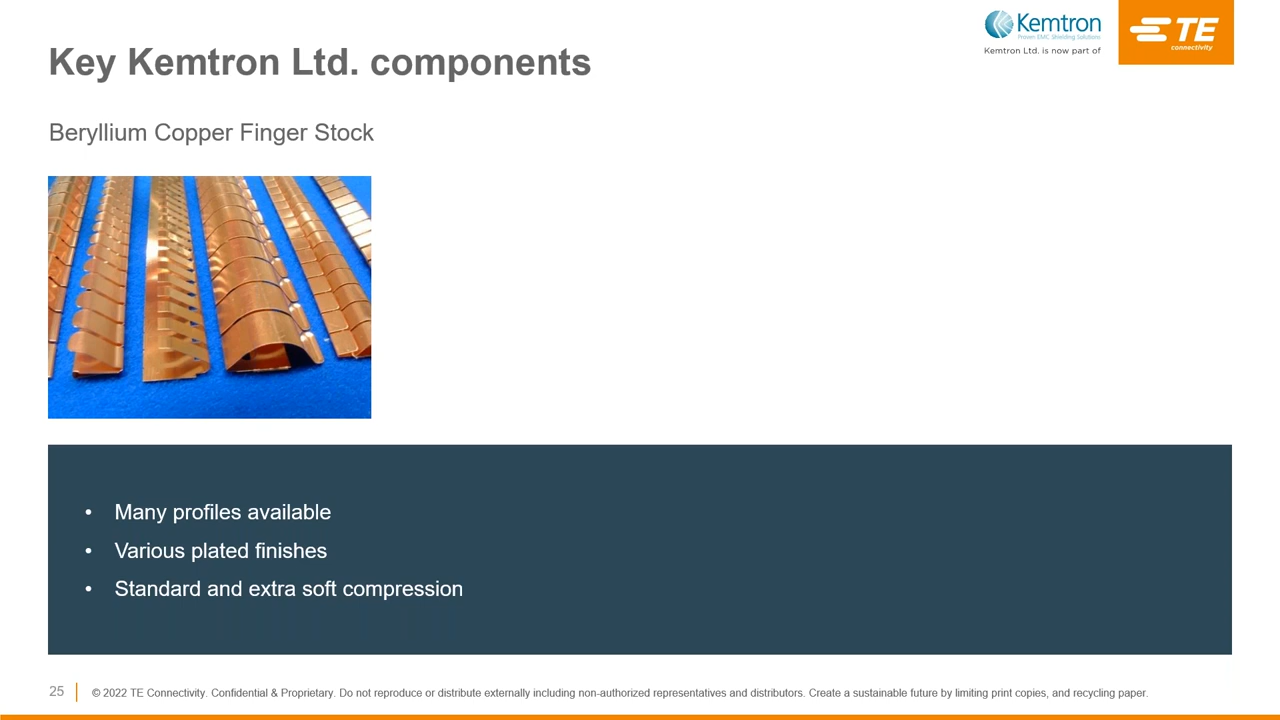 Kemtron
Proven EMC Shielding Solutions
Kemtron Ltd. is now part of
TE
connectivity
Key Kemtron Ltd. components
Beryllium Copper Finger Stock
• Many profiles available
• Various plated finishes
• Standard and extra soft compression
25
© 2022 TE Connectivity. Confidential & Proprietary. Do not reproduce or distribute externally including non-authorized representatives and distributors. Create a sustainable future by limiting print copies, and recycling paper.